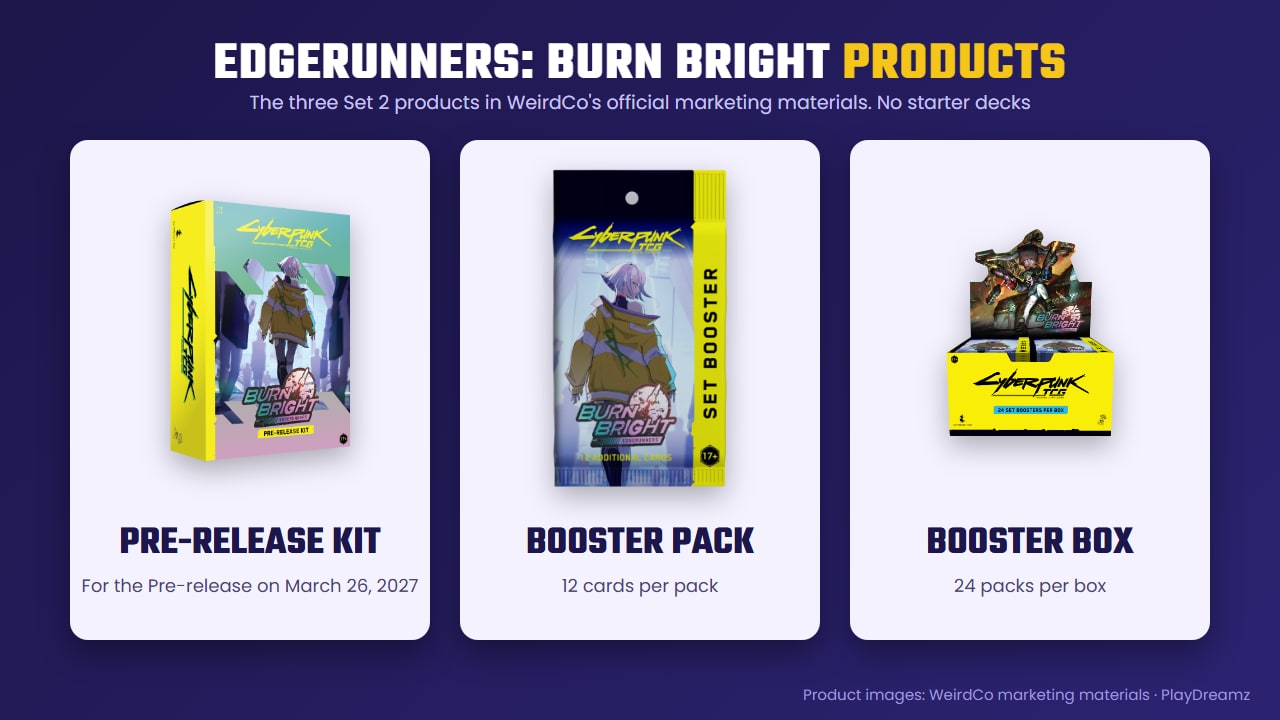 EDGERUNNERS: BURN BRIGHT PRODUCTS
The three Set 2 products in WeirdCo's official marketing materials. No starter decks
CYBERPUNK
TCG
CYBERPUNK
BURN
BRIGHT
EDGERUNNERS
PRE-RELEASE KIT
17+
CYBERPUNK
TCG
SET BOOSTER
BURN
BRIGHT
EDGERUNNERS
12 ADDITIONAL CARDS
17+
BURN
BRIGHT
CYBERPUNK
TCG
24 SET BOOSTERS PER BOX
PRE-RELEASE KIT
BOOSTER PACK
BOOSTER BOX
For the Pre-release on March 26, 2027
12 cards per pack
24 packs per box
Product images: WeirdCo marketing materials · PlayDreamz